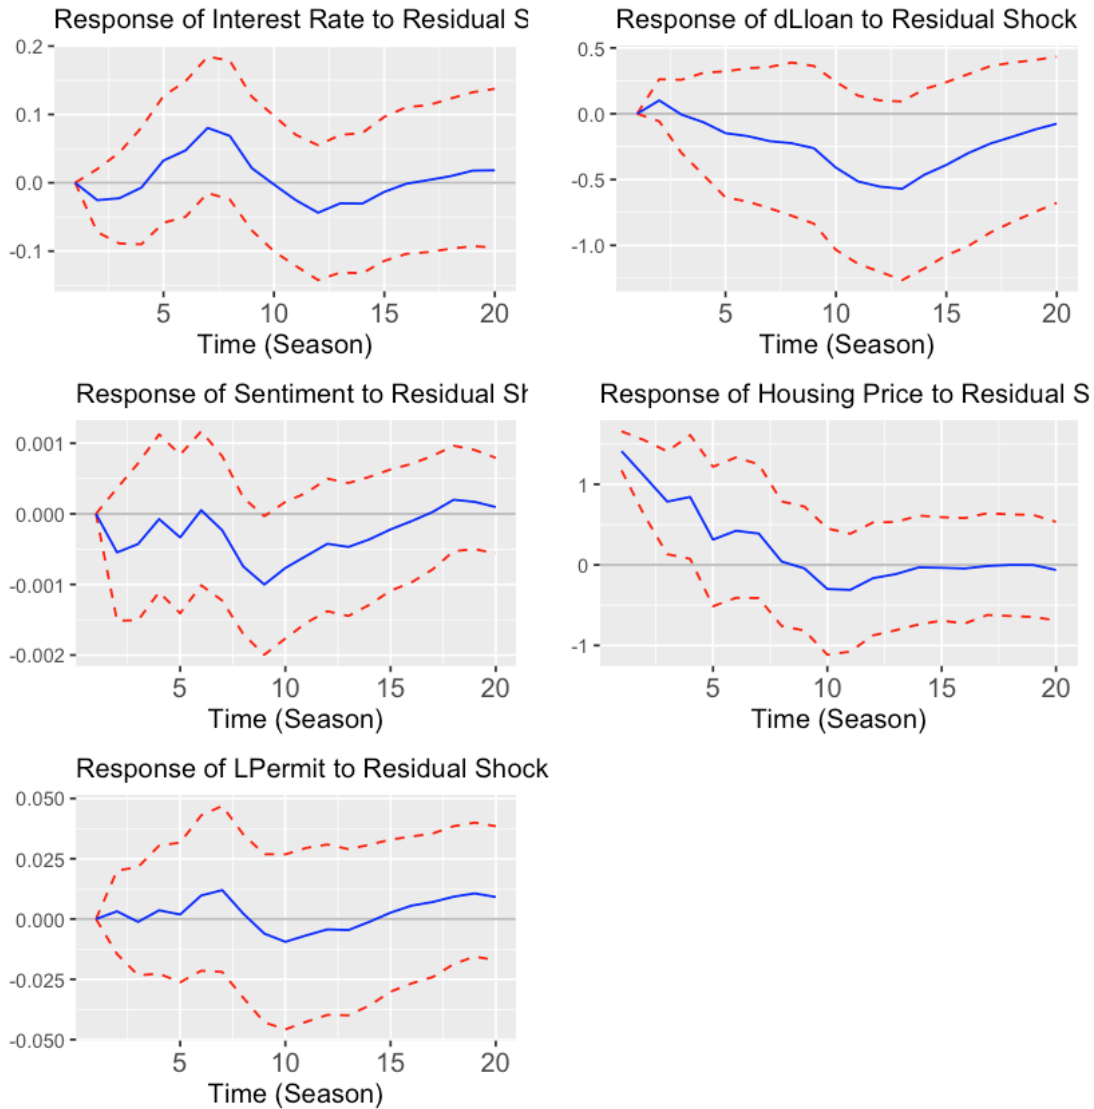 Response of Interest Rate to Residual S
0.2
0.1
0.0
-0.1
5 10 15 20
Time (Season)
Response of dLloan to Residual Shock
0.5
0.0
-0.5
-1.0
5 10 15 20
Time (Season)
Response of Sentiment to Residual Sh
0.001
0.000
-0.001
-0.002
5 10 15 20
Time (Season)
Response of Housing Price to Residual S
1
0
-1
5 10 15 20
Time (Season)
Response of LPermit to Residual Shock
0.050
0.025
0.000
-0.025
-0.050
5 10 15 20
Time (Season)